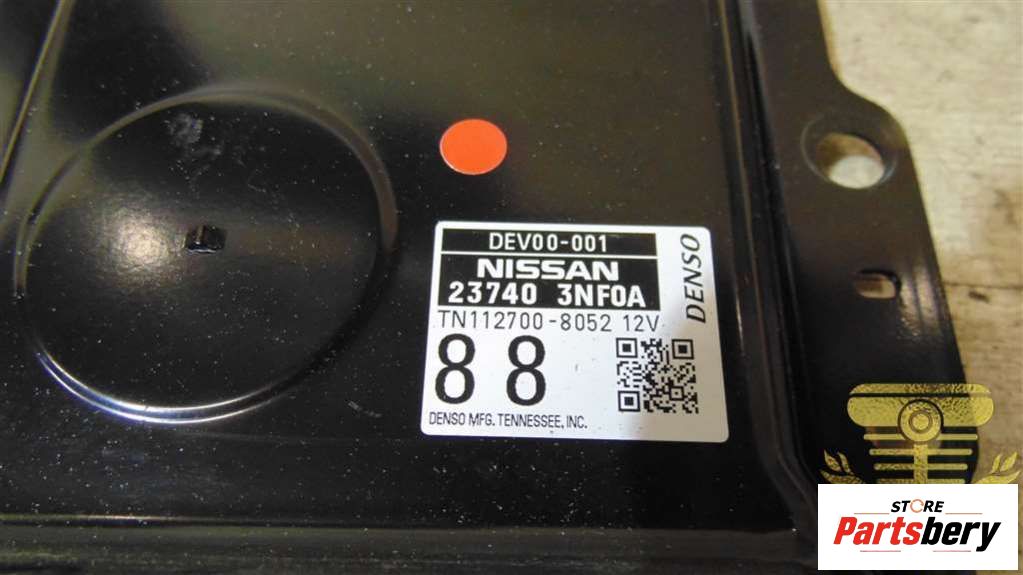 DEV00-001
NISSAN
23740 3NF0A
TN112700-8052 12V
88
DENSO MFG. TENNESSEE, INC.
DENSO
STORE
Partsbery